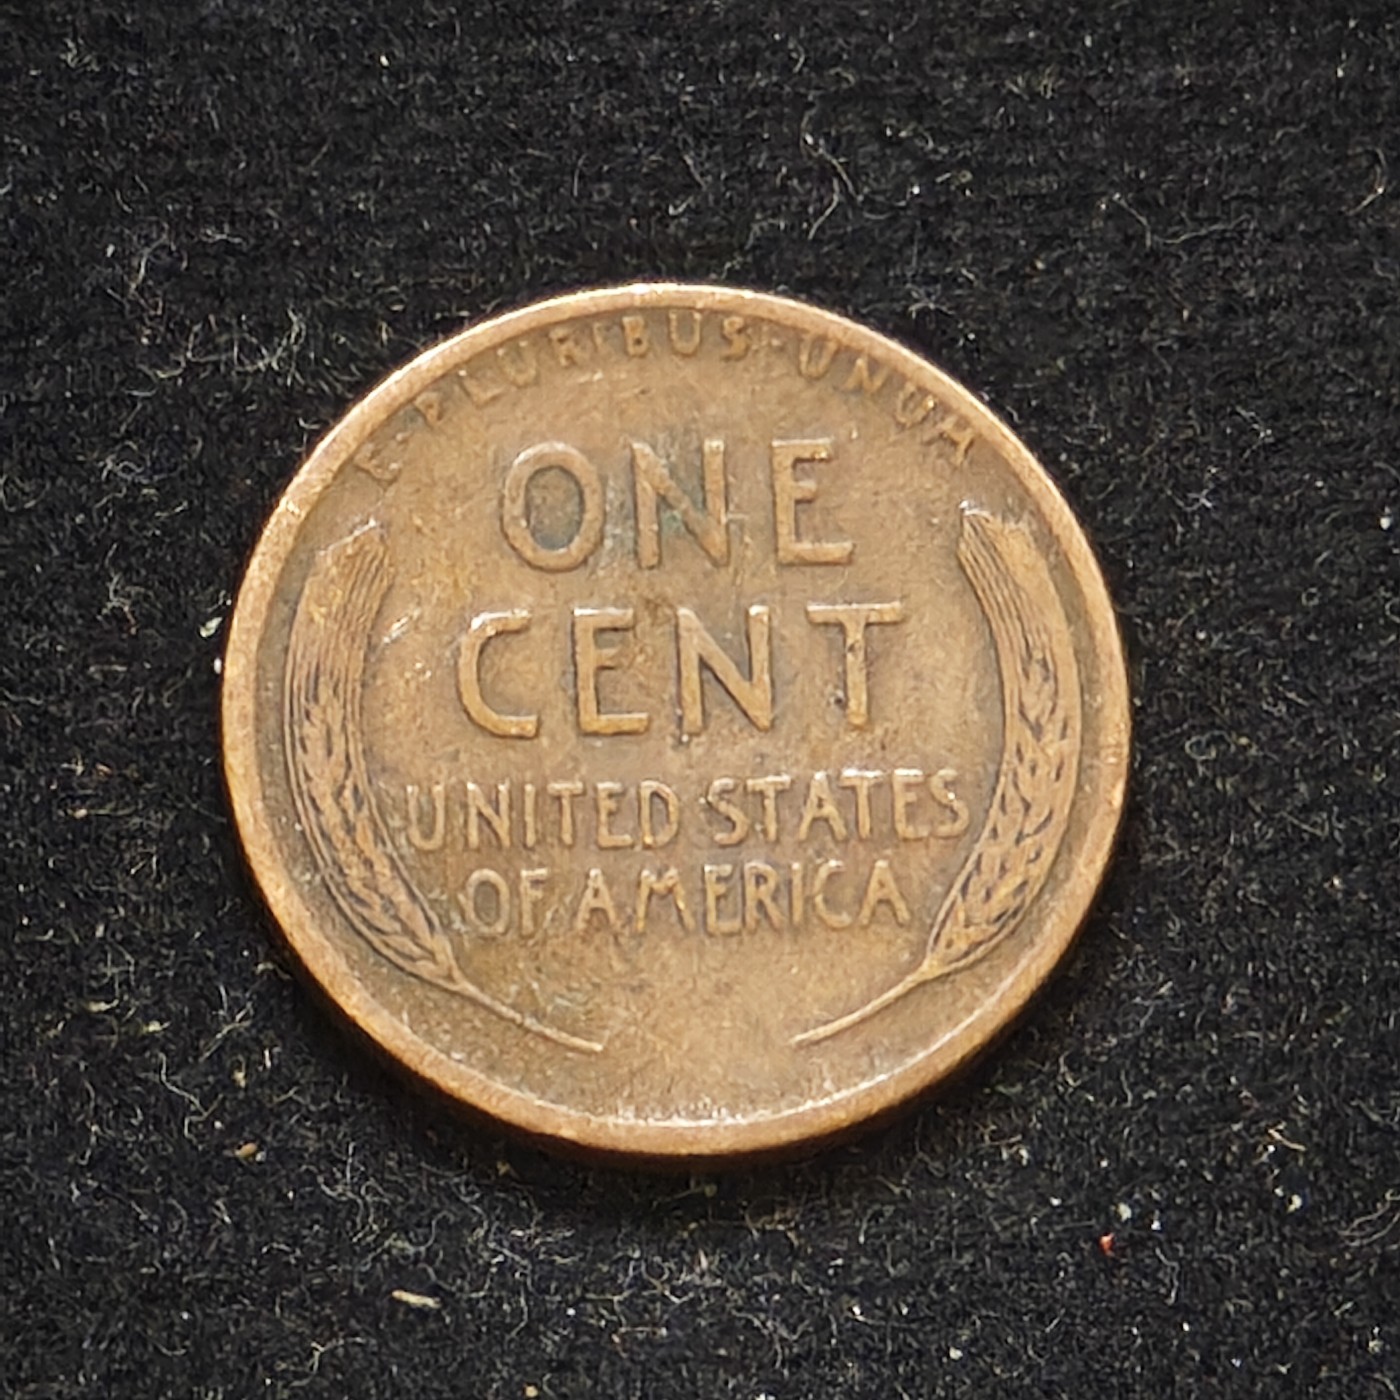 E·PLURIBUS·UNUM
ONE
CENT
UNITED STATES
OF AMERICA